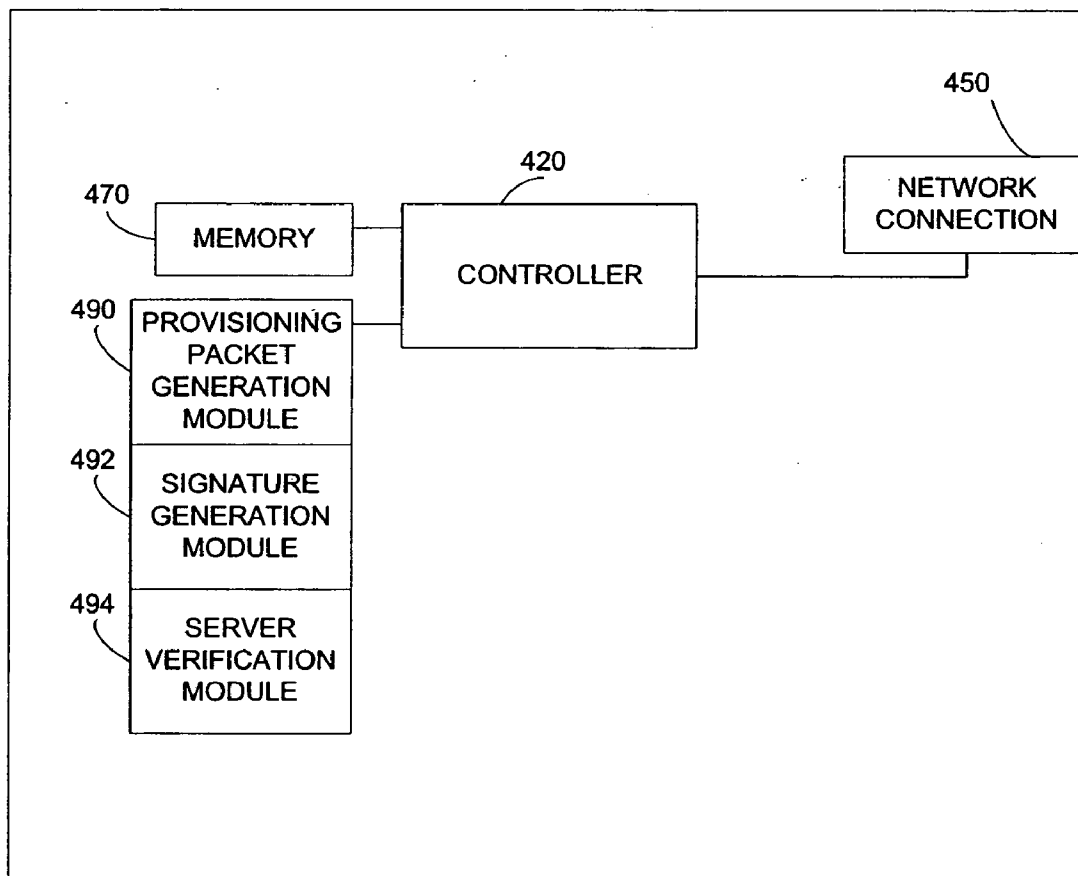 450
420
470
NETWORK
CONNECTION
MEMORY
CONTROLLER
490
PROVISIONING
PACKET
GENERATION
MODULE
492
SIGNATURE
GENERATION
MODULE
494
SERVER
VERIFICATION
MODULE